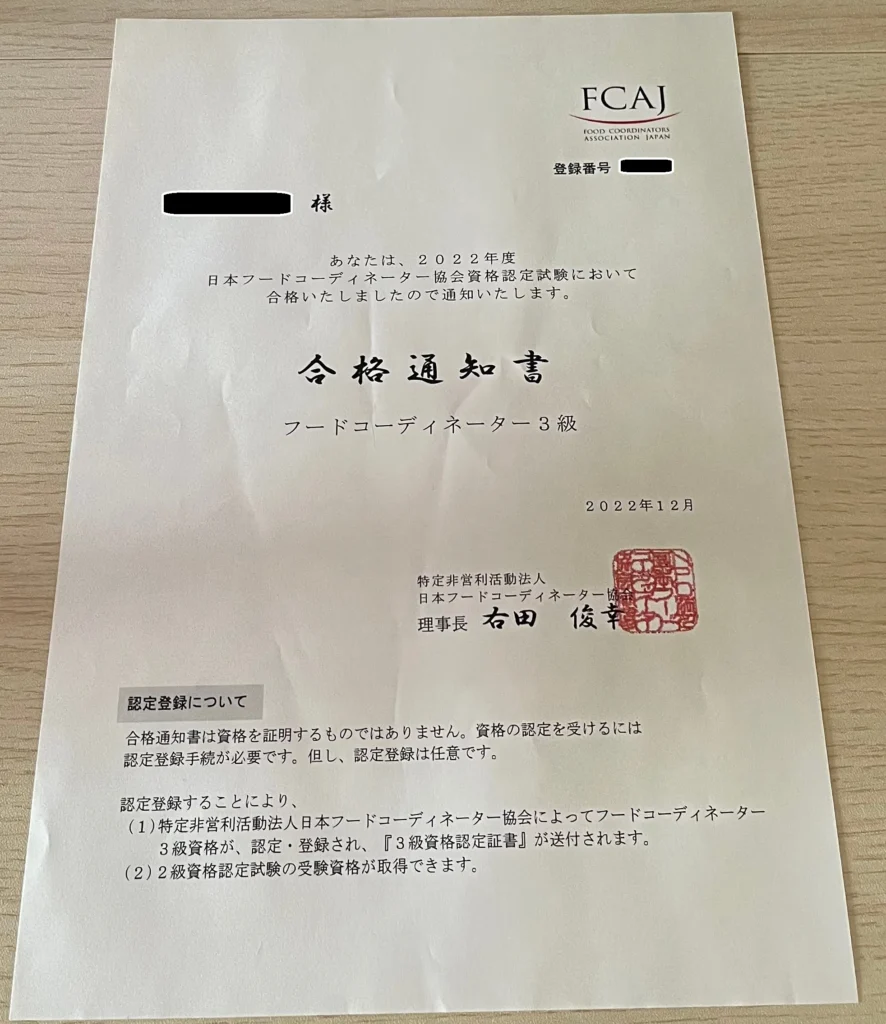 FCAJ
FOOD COORDINATORS
ASSOCIATION JAPAN
登録番号
様
あなたは、２０２２年度
日本フードコーディネーター協会資格認定試験において
合格いたしましたので通知いたします。
合格通知書
フードコーディネーター３級
２０２２年１２月
特定非営利活動法人
日本フードコーディネーター協会
理事長 右田 俊幸
認定登録について
合格通知書は資格を証明するものではありません。資格の認定を受けるには
認定登録手続が必要です。但し、認定登録は任意です。
認定登録することにより、
(１)特定非営利活動法人日本フードコーディネーター協会によってフードコーディネーター
３級資格が、認定・登録され、『３級資格認定証書』が送付されます。
(２)２級資格認定試験の受験資格が取得できます。